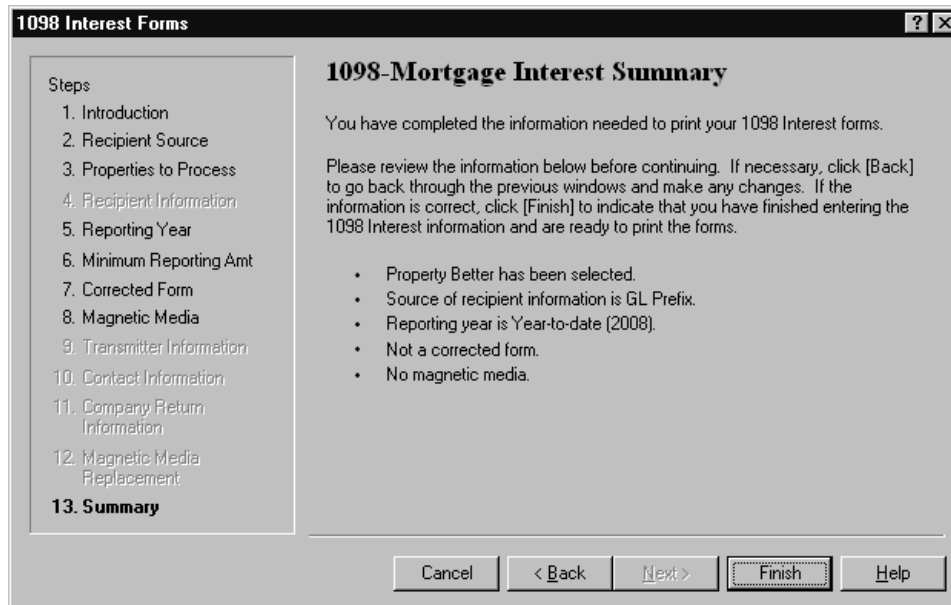 1098 Interest Forms
Steps
1. Introduction
2. Recipient Source
3. Properties to Process
4. Recipient Information
5. Reporting Year
6. Minimum Reporting Amt
7. Corrected Form
8. Magnetic Media
9. Transmitter Information
10. Contact Information
11. Company Return
Information
12. Magnetic Media
Replacement
13. Summary
1098-Mortgage Interest Summary
You have completed the information needed to print your 1098 Interest forms.
Please review the information below before continuing. If necessary, click [Back]
to go back through the previous windows and make any changes. If the
information is correct, click [Finish] to indicate that you have finished entering the
1098 Interest information and are ready to print the forms.
• Property Better has been selected.
• Source of recipient information is GL Prefix.
• Reporting year is Year-to-date (2008).
• Not a corrected form.
• No magnetic media.
Cancel
< Back
Next >
Finish
Help